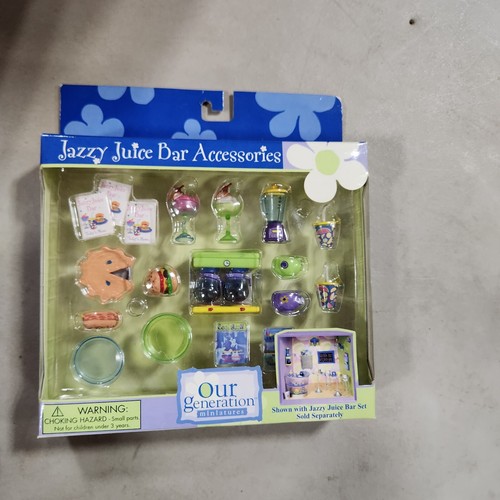 Jazzy Juice Bar Accessories
Our
generation
miniatures
WARNING:
CHOKING HAZARD - Small parts.
Not for children under 3 years.
Shown with Jazzy Juice Bar Set
Sold Separately